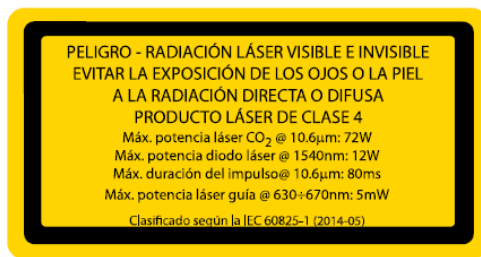 PELIGRO - RADIACIÓN LÁSER VISIBLE E INVISIBLE
EVITAR LA EXPOSICIÓN DE LOS OJOS O LA PIEL
A LA RADIACIÓN DIRECTA O DIFUSA
PRODUCTO LÁSER DE CLASE 4
Máx. potencia láser CO₂ @ 10.6µm: 72W
Máx. potencia diodo láser @ 1540nm: 12W
Máx. duración del impulso@ 10.6µm: 80ms
Máx. potencia láser guía @ 630÷670nm: 5mW
Clasificado según la IEC 60825-1 (2014-05)